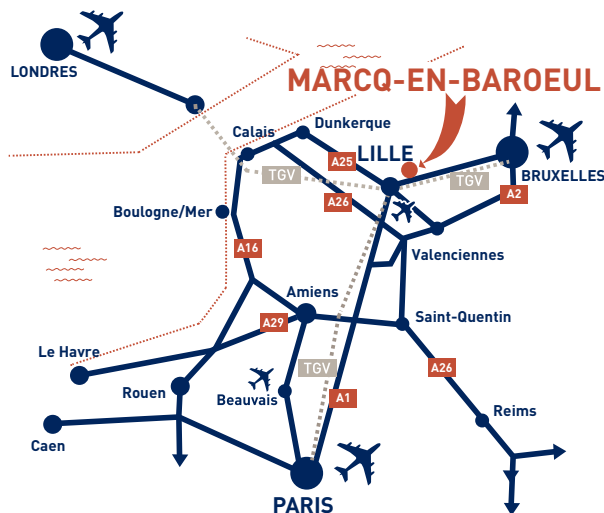 LONDRES
MARCQ-EN-BAROEUL
Dunkerque
Calais
A25
LILLE
TGV
TGV
BRUXELLES
A2
A26
Boulogne/Mer
A16
Valenciennes
Amiens
A29
Saint-Quentin
Le Havre
TGV
A26
Rouen
Beauvais
A1
Reims
Caen
PARIS